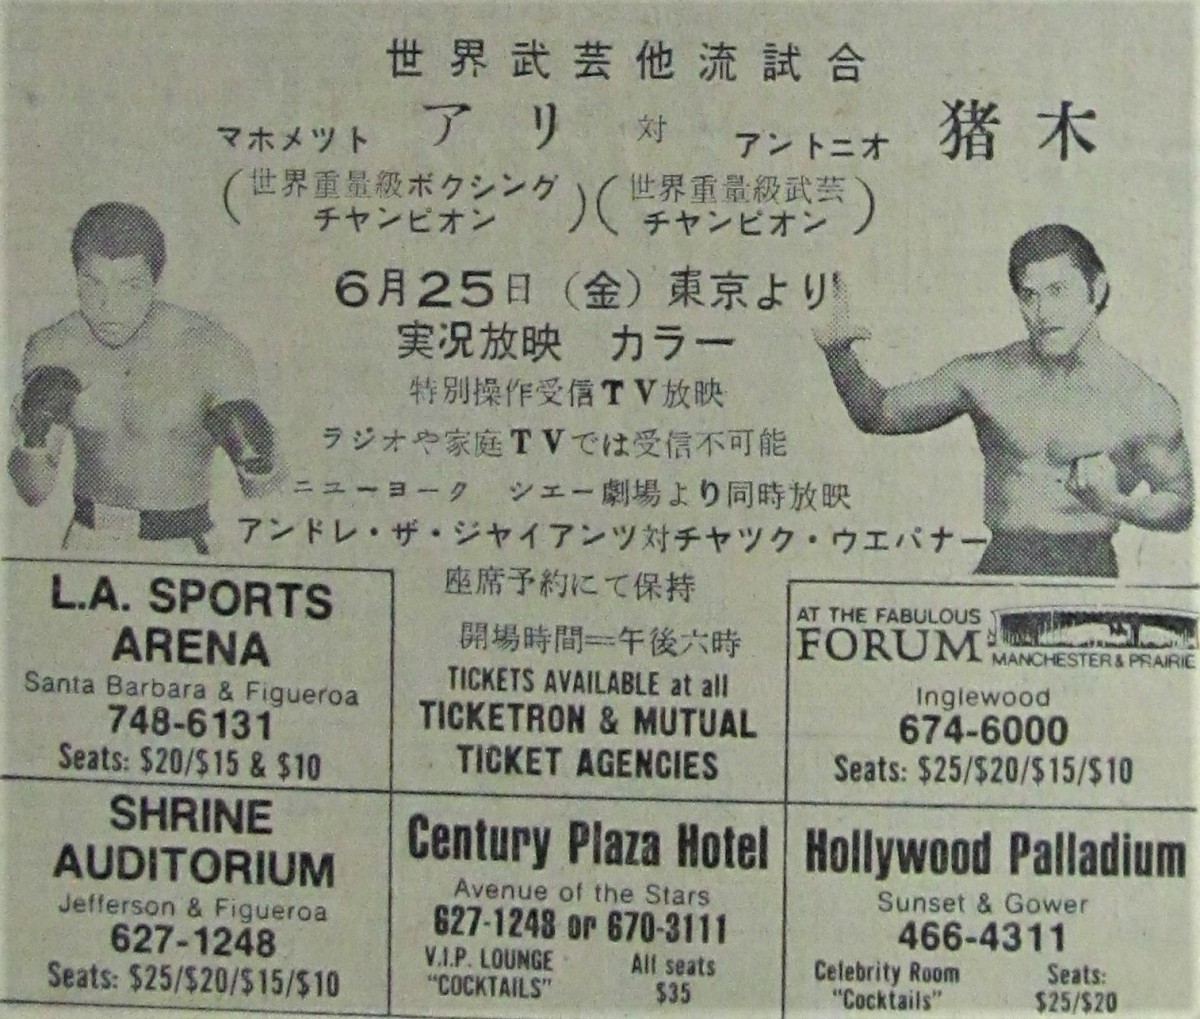 世界武芸他流試合
マホメツト アリ 対 アントニオ 猪木
(世界重量級ボクシング チャンピオン) (世界重量級武芸 チャンピオン)
6月25日(金)東京より
実況放映 カラー
特別操作受信TV放映
ラジオや家庭TVでは受信不可能
ニューヨーク シエー劇場より同時放映
アンドレ・ザ・ジャイアンツ対チャツク・ウエパナー
座席予約にて保持
開場時間=午後六時
TICKETS AVAILABLE at all
TICKETRON & MUTUAL
TICKET AGENCIES
L.A. SPORTS
ARENA
Santa Barbara & Figueroa
748-6131
Seats: $20/$15 & $10
AT THE FABULOUS
FORUM
MANCHESTER & PRAIRIE
Inglewood
674-6000
Seats: $25/$20/$15/$10
SHRINE
AUDITORIUM
Jefferson & Figueroa
627-1248
Seats: $25/$20/$15/$10
Century Plaza Hotel
Avenue of the Stars
627-1248 or 670-3111
V.I.P. LOUNGE
"COCKTAILS"
All seats
$35
Hollywood Palladium
Sunset & Gower
466-4311
Celebrity Room
"Cocktails"
Seats:
$25/$20